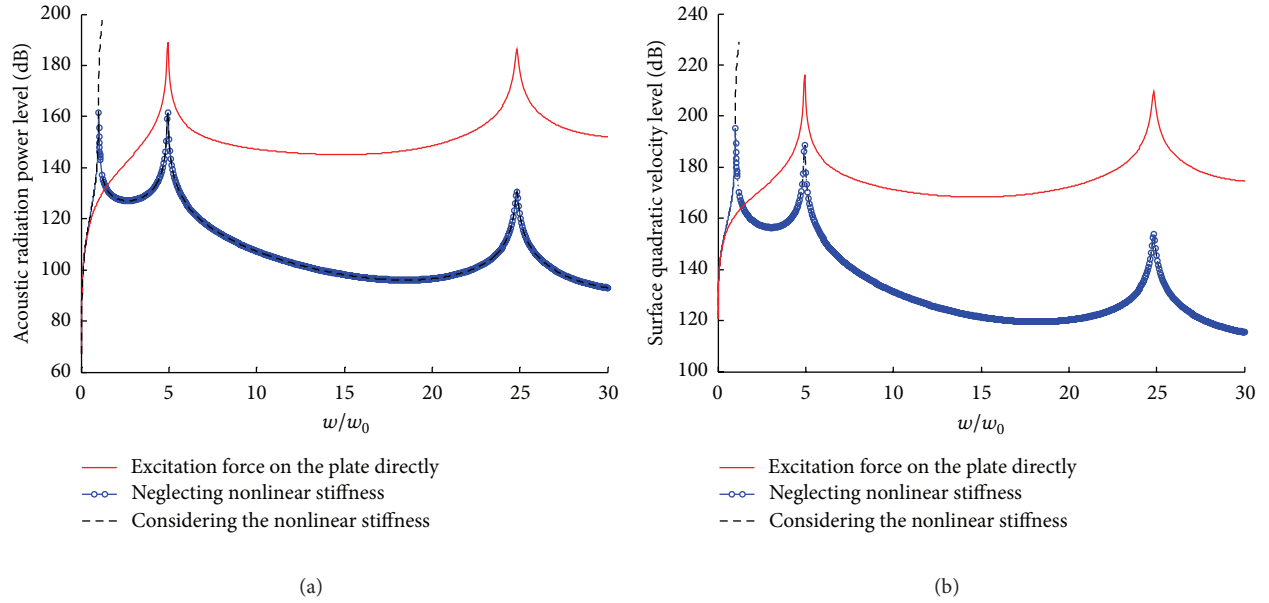 200
180
160
140
120
100
80
60
Acoustic radiation power level (dB)
0
5
10
15
20
25
30
w/w0
Excitation force on the plate directly
Neglecting nonlinear stiffness
Considering the nonlinear stiffness
(a)
240
220
200
180
160
140
120
100
Surface quadratic velocity level (dB)
0
5
10
15
20
25
30
w/w0
Excitation force on the plate directly
Neglecting nonlinear stiffness
Considering the nonlinear stiffness
(b)